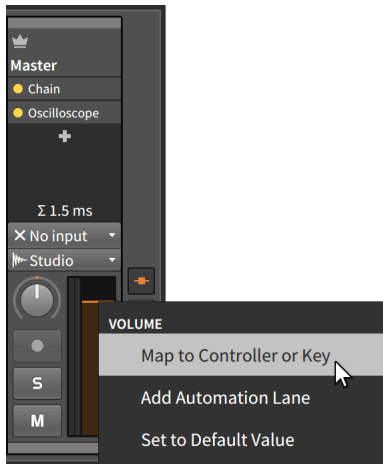 Master
Chain
Oscilloscope
Σ 1.5 ms
No input
Studio
S
M
VOLUME
Map to Controller or Key
Add Automation Lane
Set to Default Value